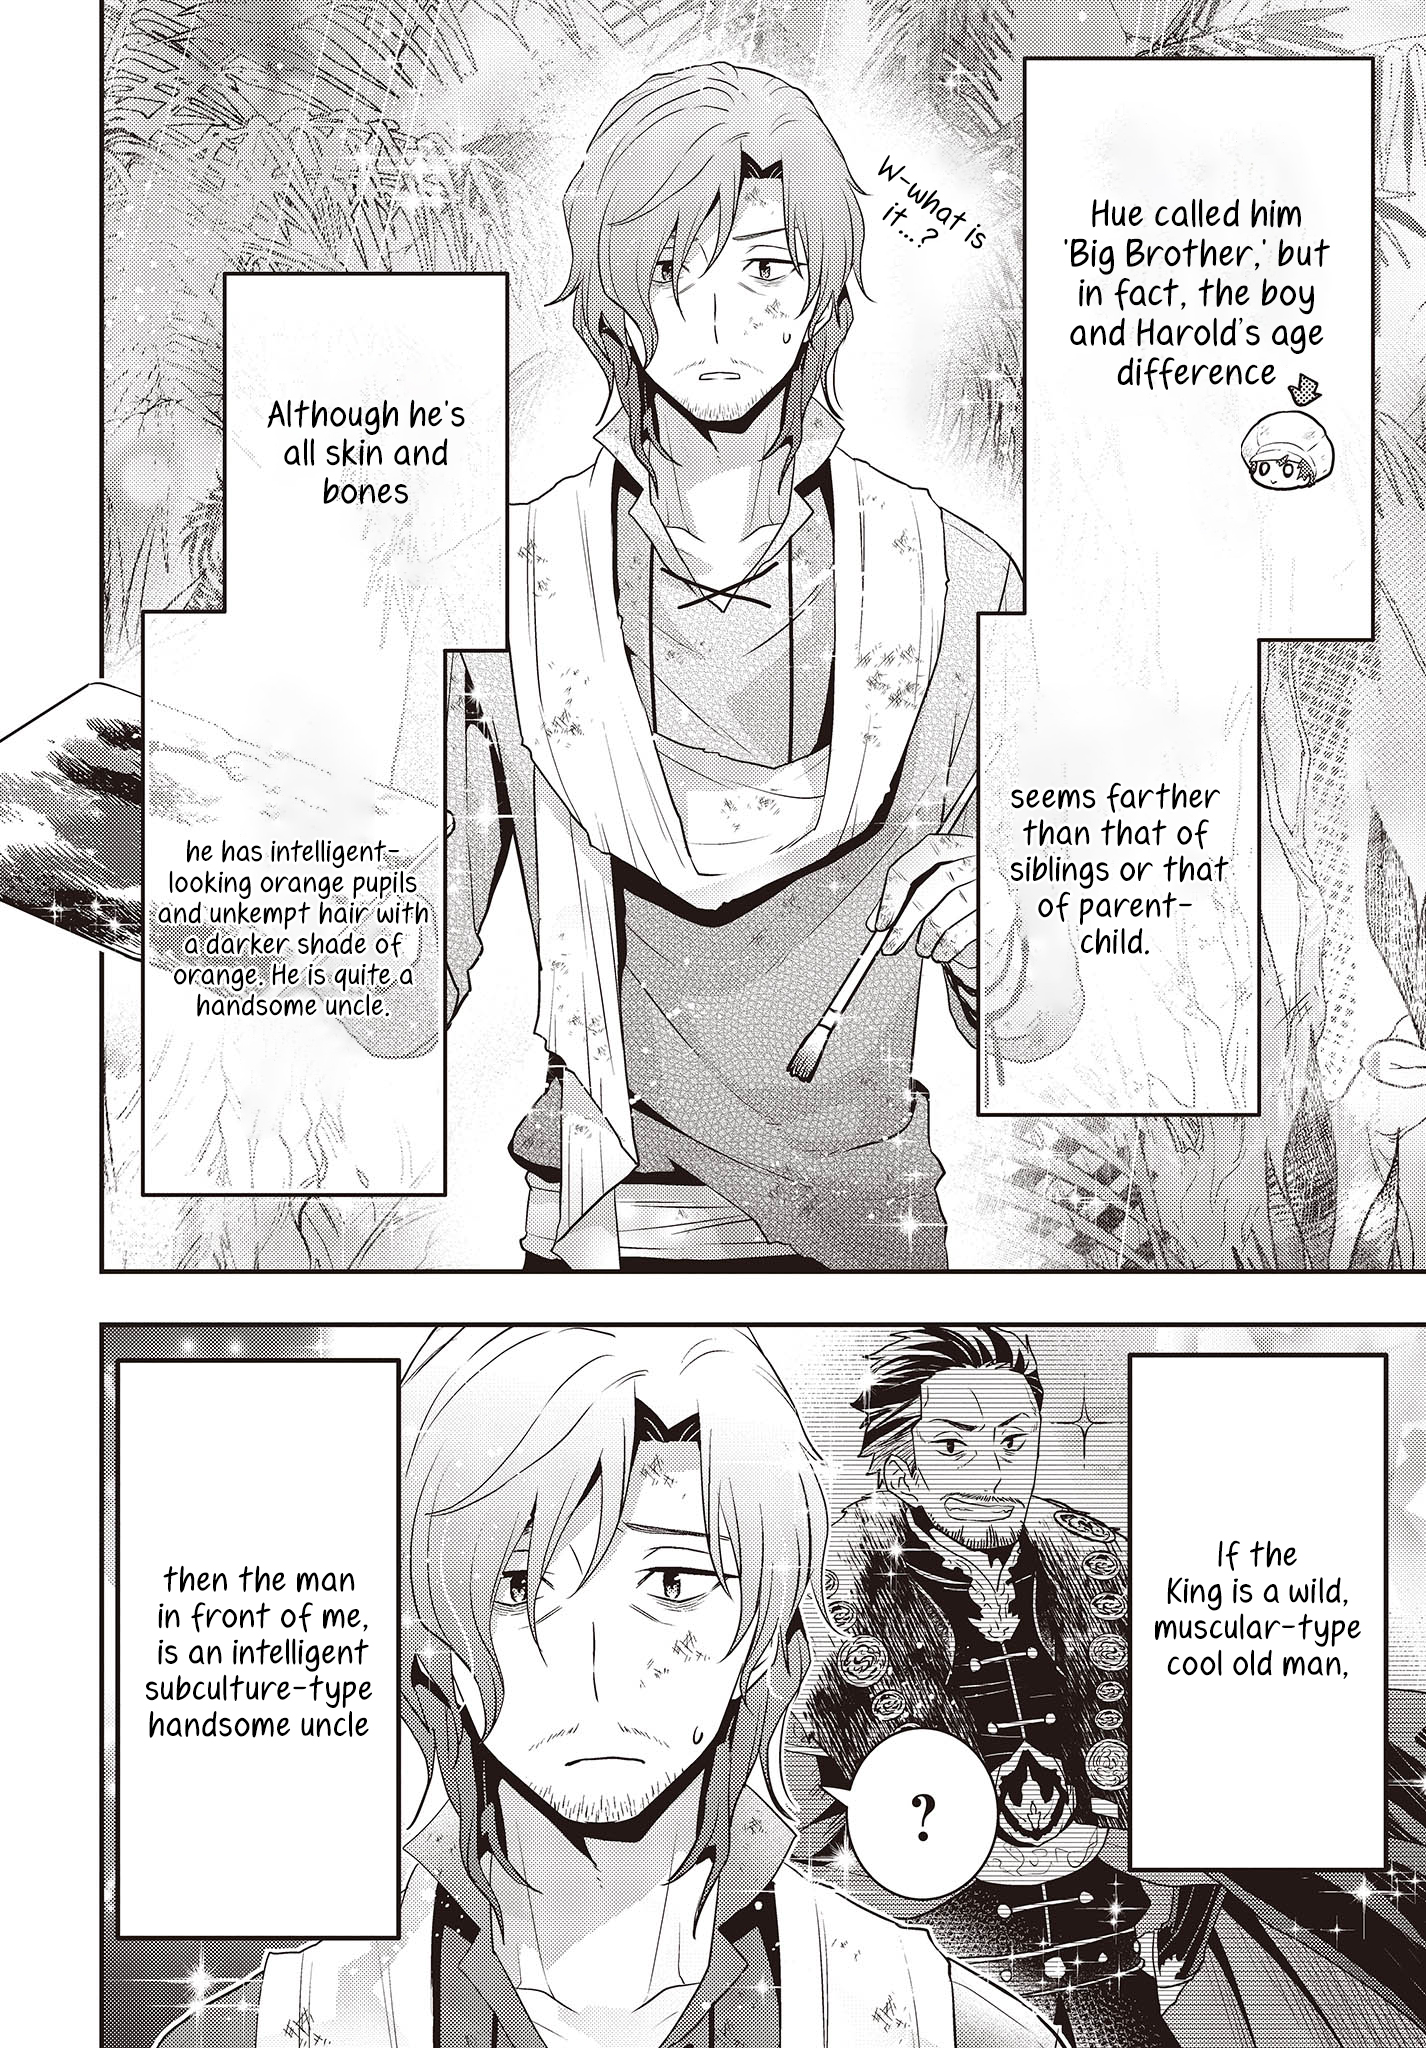 Hue called him
'Big Brother,' but
in fact, the boy
and Harold's age
difference
seems farther
than that of
siblings or that
of parent-
child.
W-what is
it...?
Although he's
all skin and
bones
he has intelligent-
looking orange pupils
and unkempt hair with
a darker shade of
orange. He is quite a
handsome uncle.
If the
King is a wild,
muscular-type
cool old man,
?
then the man
in front of me,
is an intelligent
subculture-type
handsome uncle